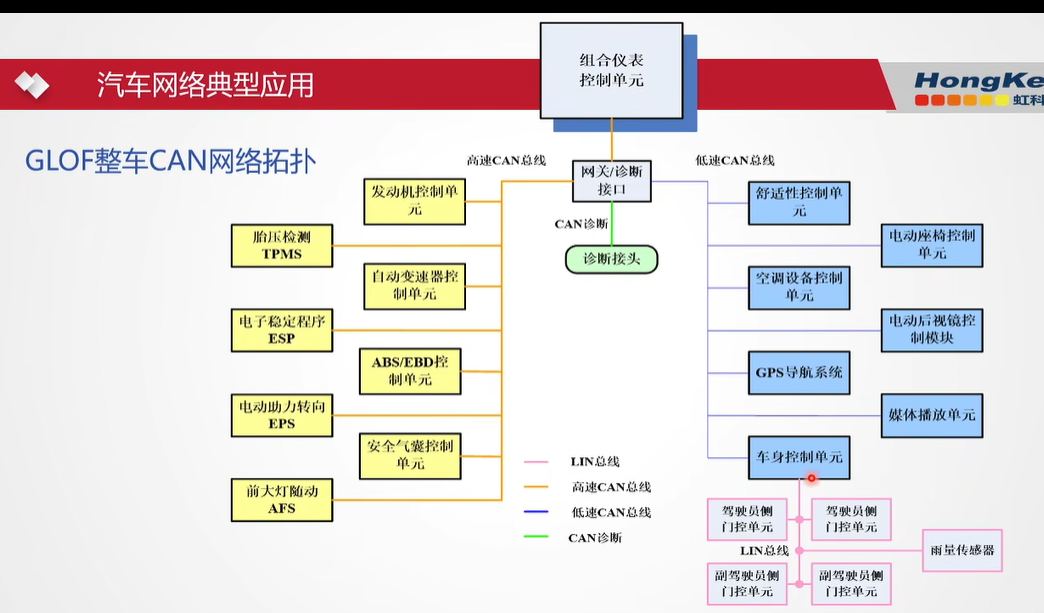 组合仪表
控制单元
汽车网络典型应用
HongKe
虹科
GLOF整车CAN网络拓扑
高速CAN总线
低速CAN总线
网关/诊断
接口
CAN诊断
诊断接头
发动机控制单
元
胎压检测
TPMS
自动变速器控
制单元
电子稳定程序
ESP
ABS/EBD控
制单元
电动助力转向
EPS
安全气囊控制
单元
前大灯随动
AFS
舒适性控制单
元
电动座椅控制
单元
空调设备控制
单元
电动后视镜控
制模块
GPS导航系统
媒体播放单元
车身控制单元
LIN总线
高速CAN总线
低速CAN总线
CAN诊断
驾驶员侧
门控单元
驾驶员侧
门控单元
LIN总线
雨量传感器
副驾驶员侧
门控单元
副驾驶员侧
门控单元